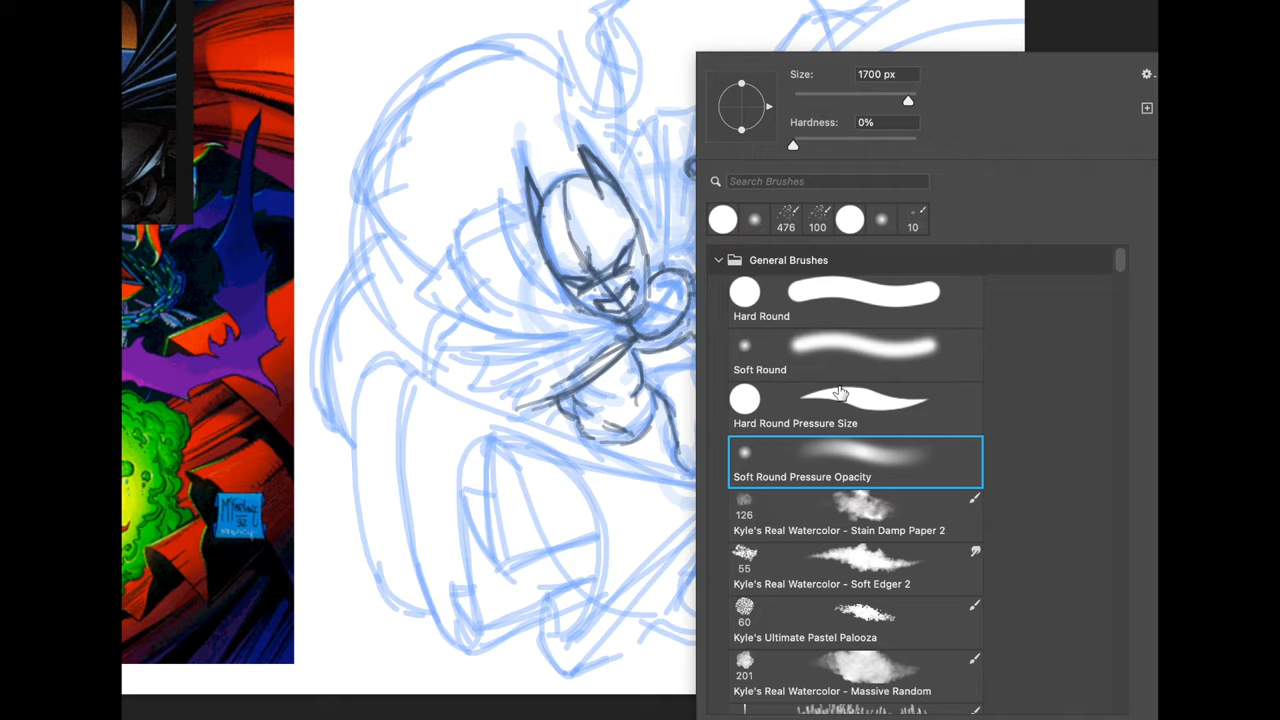 Size: 1700 px
Hardness: 0%
Search Brushes
476 100 10
General Brushes
Hard Round
Soft Round
Hard Round Pressure Size
Soft Round Pressure Opacity
126
Kyle's Real Watercolor - Stain Damp Paper 2
55
Kyle's Real Watercolor - Soft Edger 2
60
Kyle's Ultimate Pastel Palooza
201
Kyle's Real Watercolor - Massive Random